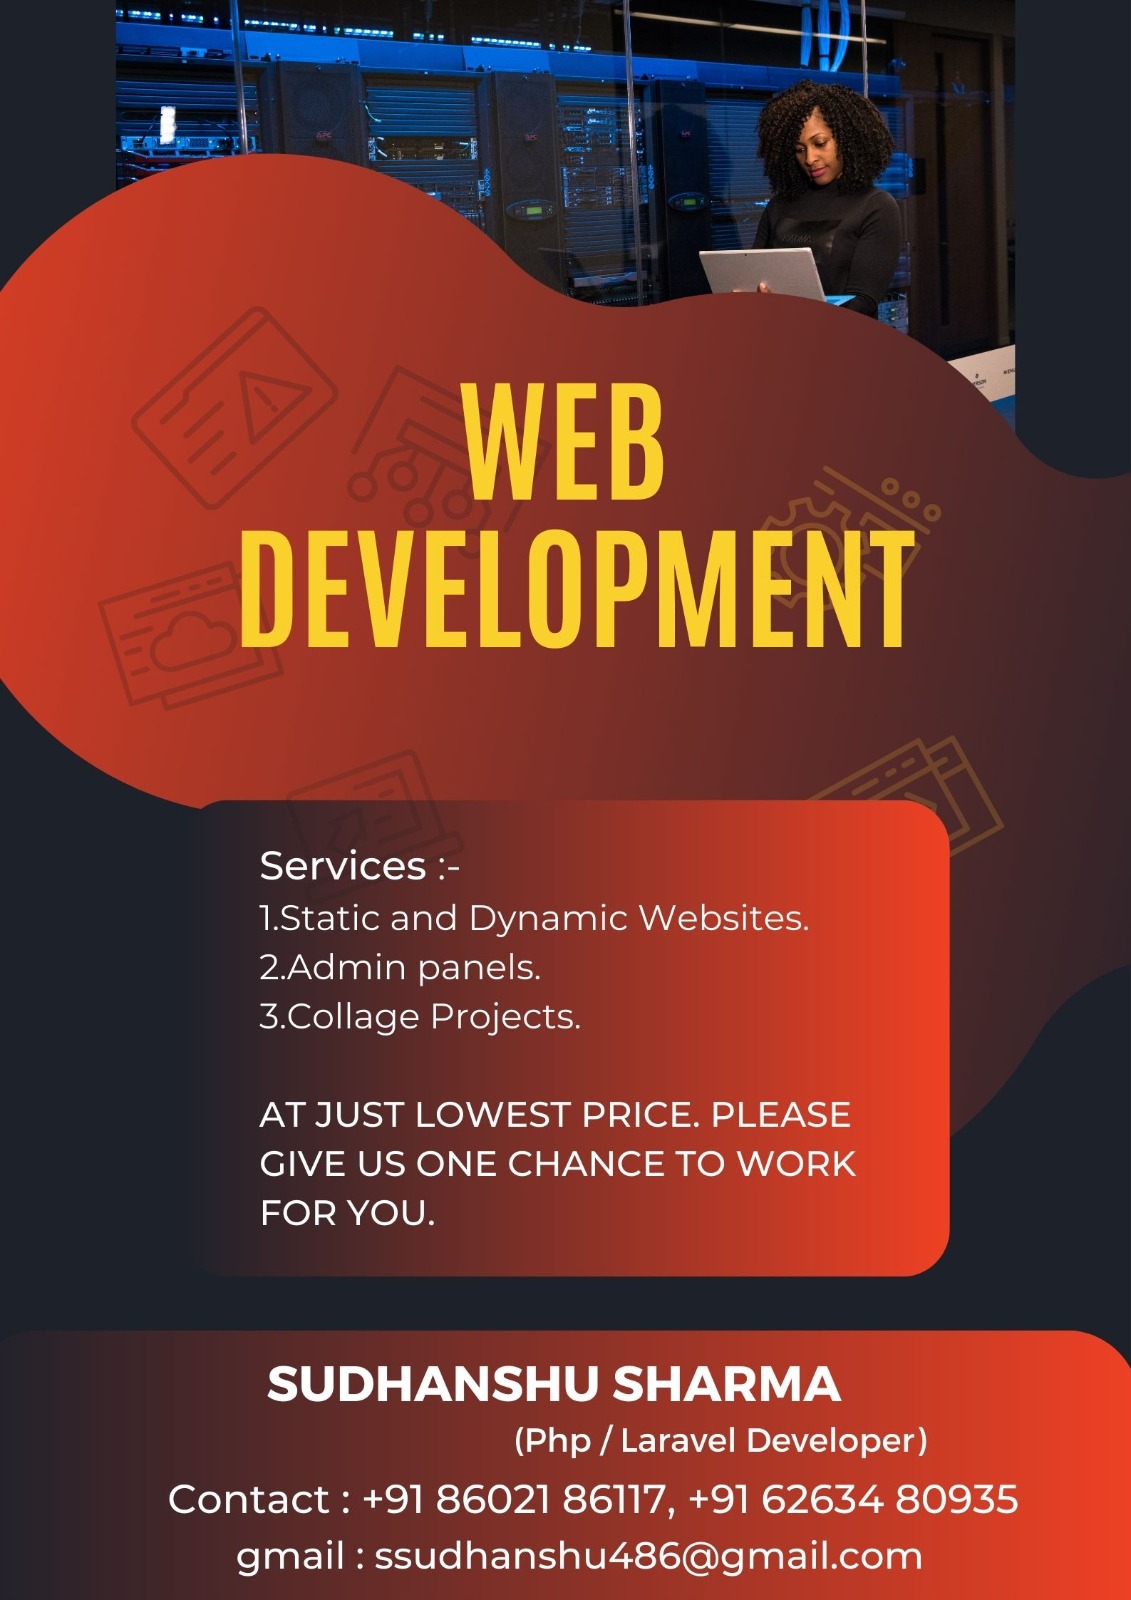 WEB
DEVELOPMENT
Services :-
1.Static and Dynamic Websites.
2.Admin panels.
3.Collage Projects.
AT JUST LOWEST PRICE. PLEASE
GIVE US ONE CHANCE TO WORK
FOR YOU.
SUDHANSHU SHARMA
(Php / Laravel Developer)
Contact : +91 86021 86117, +91 62634 80935
gmail : ssudhanshu486@gmail.com